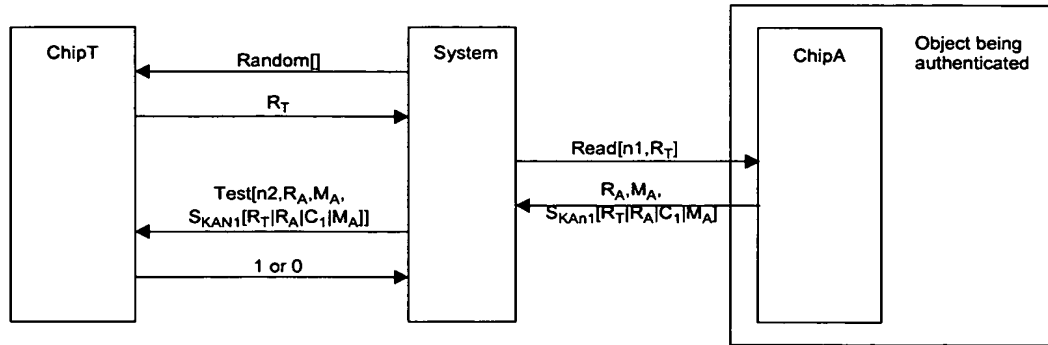 ChipT
System
ChipA
Object being
authenticated
Random[]
R_T
Read[n1,R_T]
R_A,M_A,
S_KAn1[R_T|R_A|C_1|M_A]
Test[n2,R_A,M_A,
S_KAN1[R_T|R_A|C_1|M_A]]
1 or 0